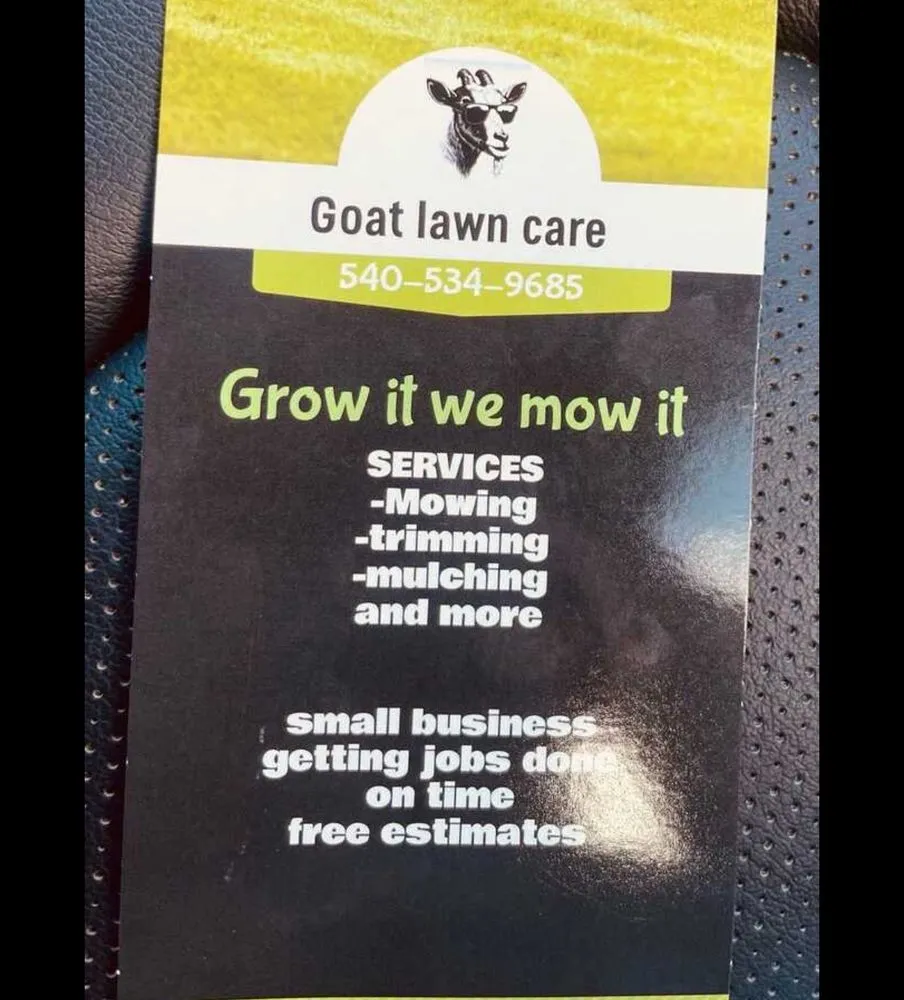 Goat lawn care
540-534-9685
Grow it we mow it
SERVICES
-Mowing
-trimming
-mulching
and more
small business
getting jobs done
on time
free estimates